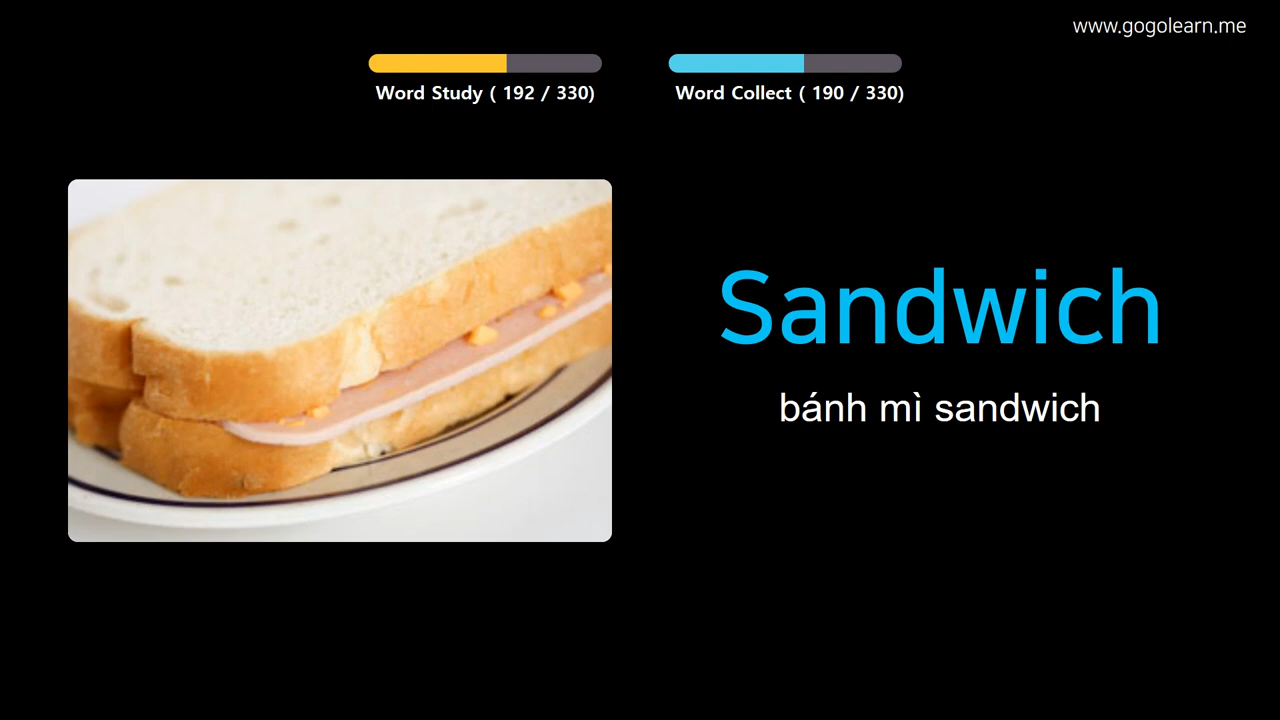 www.gogolearn.me
Word Study ( 192 / 330)
Word Collect ( 190 / 330)
Sandwich
bánh mì sandwich